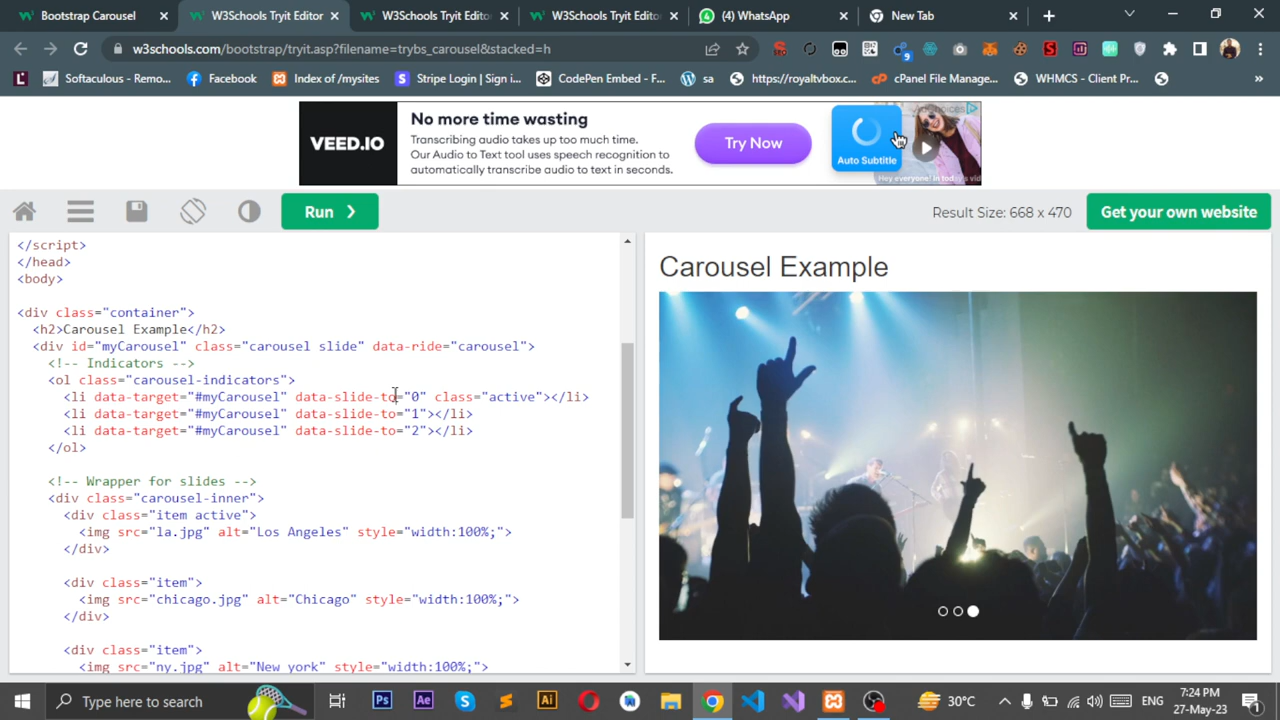 Bootstrap Carousel
W3Schools Tryit Editor
W3Schools Tryit Editor
W3Schools Tryit Editor
(4) WhatsApp
New Tab
w3schools.com/bootstrap/tryit.asp?filename=trybs_carousel&stacked=h
9
Softaculous - Remo...
Facebook
Index of /mysites
Stripe Login | Sign i...
CodePen Embed - F...
sa
https://royaltvbox.c...
cPanel File Manage...
WHMCS - Client Pr...
»
VEED.IO
No more time wasting
Transcribing audio takes up too much time.
Our Audio to Text tool uses speech recognition to
automatically transcribe audio to text in seconds.
Try Now
Auto Subtitle
Hey everyone! In today's vid
Run ❯
Result Size: 668 x 470
Get your own website
</script>
</head>
<body>
<div class="container">
<h2>Carousel Example</h2>
<div id="myCarousel" class="carousel slide" data-ride="carousel">
<!-- Indicators -->
<ol class="carousel-indicators">
<li data-target="#myCarousel" data-slide-to="0" class="active"></li>
<li data-target="#myCarousel" data-slide-to="1"></li>
<li data-target="#myCarousel" data-slide-to="2"></li>
</ol>
<!-- Wrapper for slides -->
<div class="carousel-inner">
<div class="item active">
<img src="la.jpg" alt="Los Angeles" style="width:100%;">
</div>
<div class="item">
<img src="chicago.jpg" alt="Chicago" style="width:100%;">
</div>
<div class="item">
<img src="ny.jpg" alt="New york" style="width:100%;">
Carousel Example
Type here to search
Ps
Ae
Ai
30°C
ENG
7:24 PM
27-May-23
1